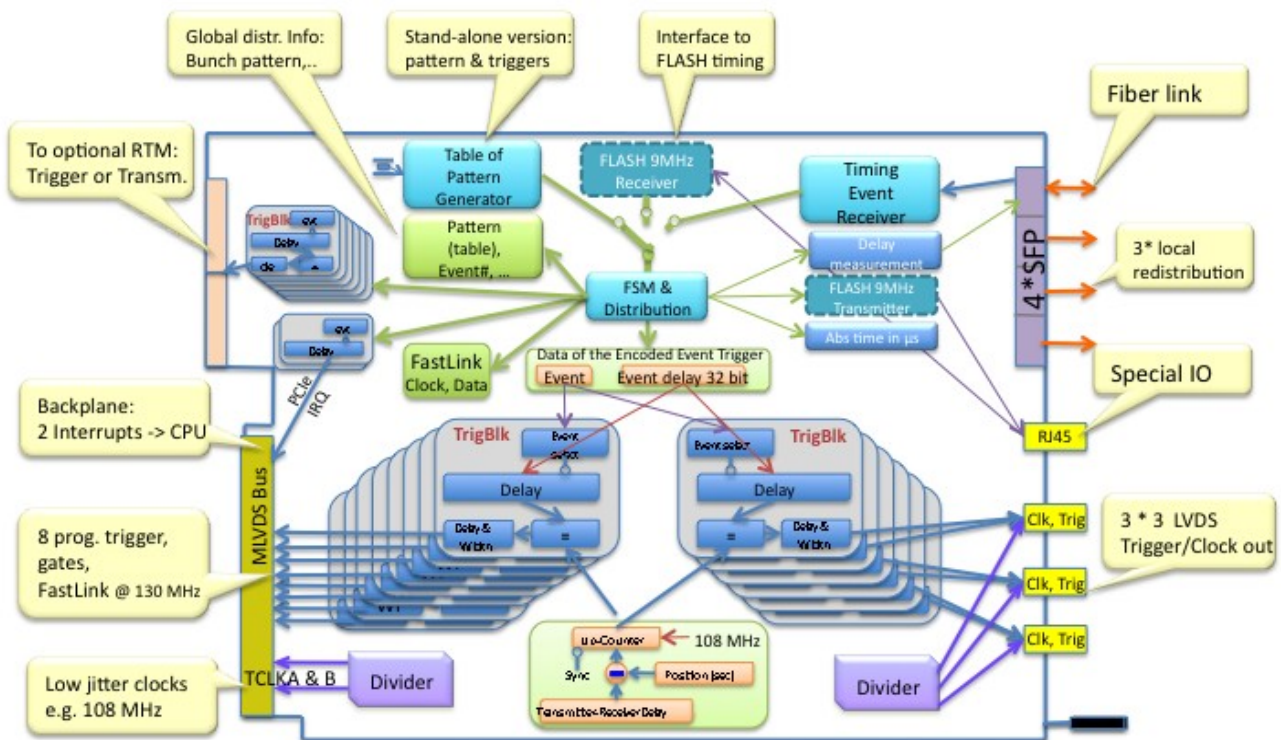 Global distr. Info:
Bunch pattern,..
Stand-alone version:
pattern & triggers
Interface to
FLASH timing
Fiber link
To optional RTM:
Trigger or Transm.
Table of
Pattern
Generator
FLASH 9MHz
Receiver
Timing
Event
Receiver
TrigBlk
Delay
Pattern
(table),
Event#, ...
Delay
measurement
4*SFP
3* local
redistribution
FSM &
Distribution
FLASH 9MHz
Transmitter
Abs time in µs
Delay
PCIe
IRQ
FastLink
Clock, Data
Data of the Encoded Event Trigger
Event
Event delay 32 bit
Special IO
Backplane:
2 Interrupts -> CPU
TrigBlk
Event
select
Delay
Delay &
Width
=
Event select
TrigBlk
Delay
=
Delay &
Width
RJ45
MLVDS Bus
8 prog. trigger,
gates,
FastLink @ 130 MHz
Clk, Trig
Clk, Trig
Clk, Trig
3 * 3 LVDS
Trigger/Clock out
Up-Counter
108 MHz
Sync
Position [sec]
Transmitter-Receiver Delay
Low jitter clocks
e.g. 108 MHz
TCLKA & B
Divider
Divider